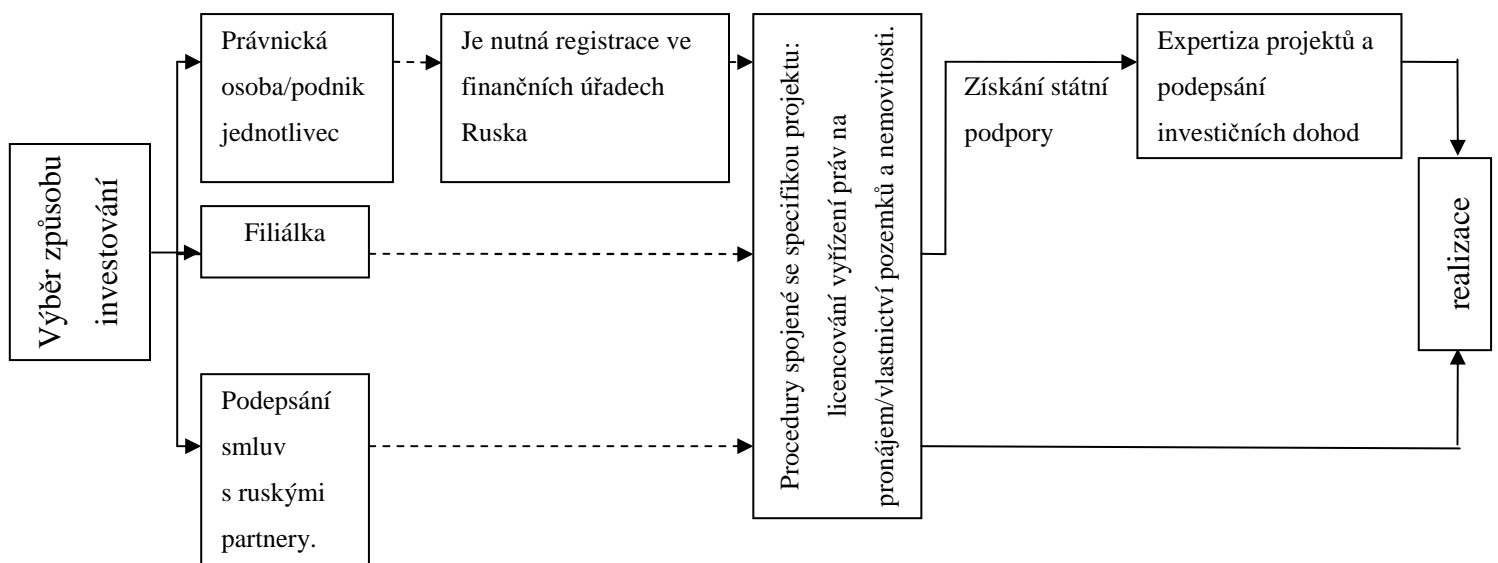 Výběr způsobu
investování
Právnická
osoba/podnik
jednotlivec
Je nutná registrace ve
finančních úřadech
Ruska
Filiálka
Podepsání
smluv
s ruskými
partnery.
Procedury spojené se specifikou projektu:
licencování vyřízení práv na
pronájem/vlastnictví pozemků a nemovitosti.
Získání státní
podpory
Expertiza projektů a
podepsání
investičních dohod
realizace